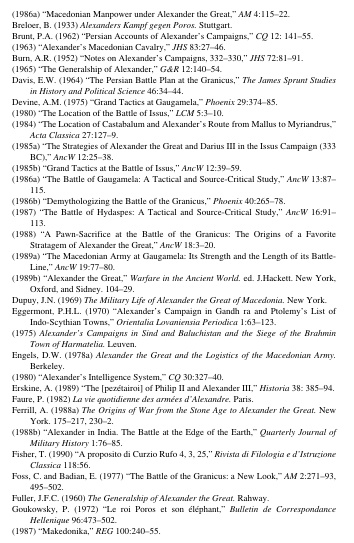 (1986a) "Macedonian Manpower under Alexander the Great," AM 4:115–22.
Breloer, B. (1933) Alexanders Kampf gegen Poros. Stuttgart.
Brunt, P.A. (1962) "Persian Accounts of Alexander's Campaigns," CQ 12: 141–55.
(1963) "Alexander's Macedonian Cavalry," JHS 83:27–46.
Burn, A.R. (1952) "Notes on Alexander's Campaigns, 332–330," JHS 72:81–91.
(1965) "The Generalship of Alexander," G&R 12:140–54.
Davis, E.W. (1964) "The Persian Battle Plan at the Granicus," The James Sprunt Studies
in History and Political Science 46:34–44.
Devine, A.M. (1975) "Grand Tactics at Gaugamela," Phoenix 29:374–85.
(1980) "The Location of the Battle of Issus," LCM 5:3–10.
(1984) "The Location of Castabalum and Alexander's Route from Mallus to Myriandrus,"
Acta Classica 27:127–9.
(1985a) "The Strategies of Alexander the Great and Darius III in the Issus Campaign (333
BC)," AncW 12:25–38.
(1985b) "Grand Tactics at the Battle of Issus," AncW 12:39–59.
(1986a) "The Battle of Gaugamela: A Tactical and Source-Critical Study," AncW 13:87–
115.
(1986b) "Demythologizing the Battle of the Granicus," Phoenix 40:265–78.
(1987) "The Battle of Hydaspes: A Tactical and Source-Critical Study," AncW 16:91–
113.
(1988) "A Pawn-Sacrifice at the Battle of the Granicus: The Origins of a Favorite
Stratagem of Alexander the Great," AncW 18:3–20.
(1989a) "The Macedonian Army at Gaugamela: Its Strength and the Length of its Battle-
Line," AncW 19:77–80.
(1989b) "Alexander the Great," Warfare in the Ancient World. ed. J.Hackett. New York,
Oxford, and Sidney. 104–29.
Dupuy, J.N. (1969) The Military Life of Alexander the Great of Macedonia. New York.
Eggermont, P.H.L. (1970) "Alexander's Campaign in Gandh ra and Ptolemy's List of
Indo-Scythian Towns," Orientalia Lovaniensia Periodica 1:63–123.
(1975) Alexander's Campaigns in Sind and Baluchistan and the Siege of the Brahmin
Town of Harmatelia. Leuven.
Engels, D.W. (1978a) Alexander the Great and the Logistics of the Macedonian Army.
Berkeley.
(1980) "Alexander's Intelligence System," CQ 30:327–40.
Erskine, A. (1989) "The [pezétairoi] of Philip II and Alexander III," Historia 38: 385–94.
Faure, P. (1982) La vie quotidienne des armées d'Alexandre. Paris.
Ferrill, A. (1988a) The Origins of War from the Stone Age to Alexander the Great. New
York. 175–217, 230–2.
(1988b) "Alexander in India. The Battle at the Edge of the Earth," Quarterly Journal of
Military History 1:76–85.
Fisher, T. (1990) "A proposito di Curzio Rufo 4, 3, 25," Rivista di Filologia e d'Istruzione
Classica 118:56.
Foss, C. and Badian, E. (1977) "The Battle of the Granicus: a New Look," AM 2:271–93,
495–502.
Fuller, J.F.C. (1960) The Generalship of Alexander the Great. Rahway.
Goukowsky, P. (1972) "Le roi Poros et son éléphant," Bulletin de Correspondance
Hellenique 96:473–502.
(1987) "Makedonika," REG 100:240–55.